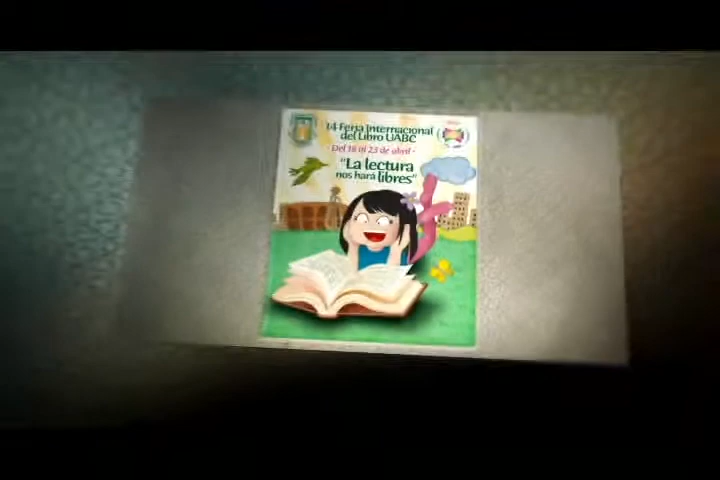 14 Feria Internacional
del Libro UABC
- Del 18 al 23 de abril -
"La lectura
nos hará libres"